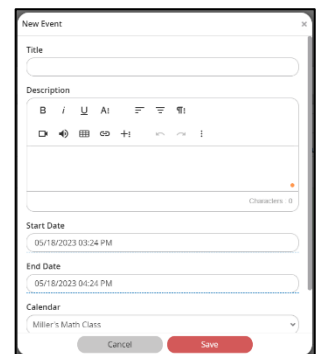 New Event ×
Title
Description
B i U A⁝ ¶⁝
+⁝ ⁝
Characters 0
Start Date
05/18/2023 03:24 PM
End Date
05/18/2023 04:24 PM
Calendar
Miller's Math Class
Cancel Save